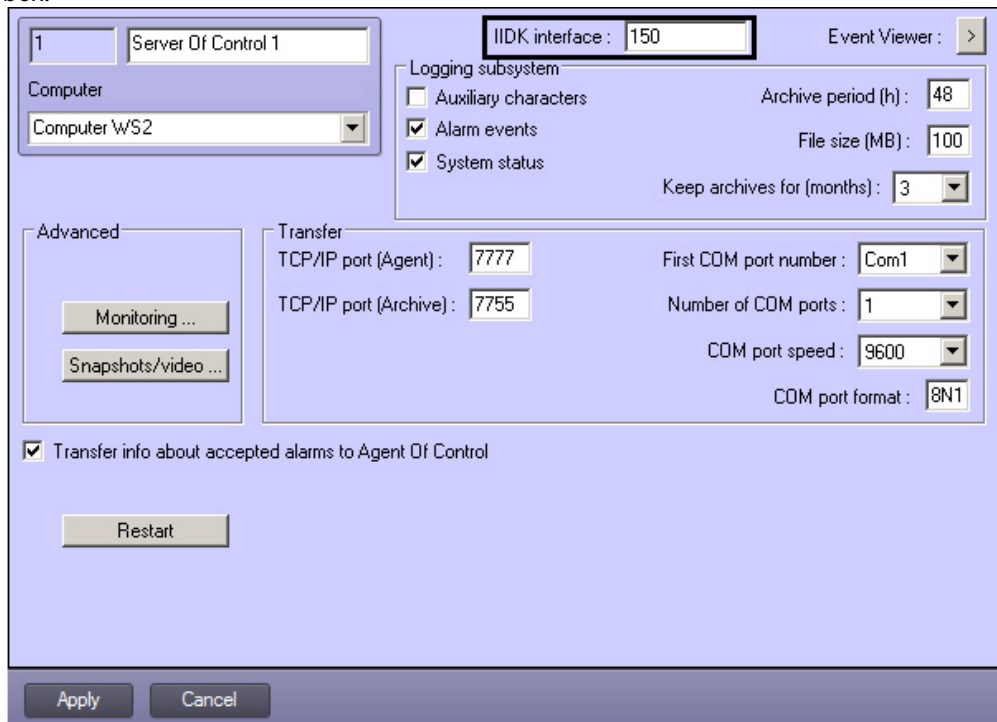 box.
1
Server Of Control 1
IIDK interface : 150
Event Viewer : >
Computer
Computer WS2
Logging subsystem
Auxiliary characters
Alarm events
System status
Archive period (h) : 48
File size (MB) : 100
Keep archives for (months) : 3
Advanced
Monitoring ...
Snapshots/video ...
Transfer
TCP/IP port (Agent) : 7777
TCP/IP port (Archive) : 7755
First COM port number : Com1
Number of COM ports : 1
COM port speed : 9600
COM port format : 8N1
Transfer info about accepted alarms to Agent Of Control
Restart
Apply
Cancel